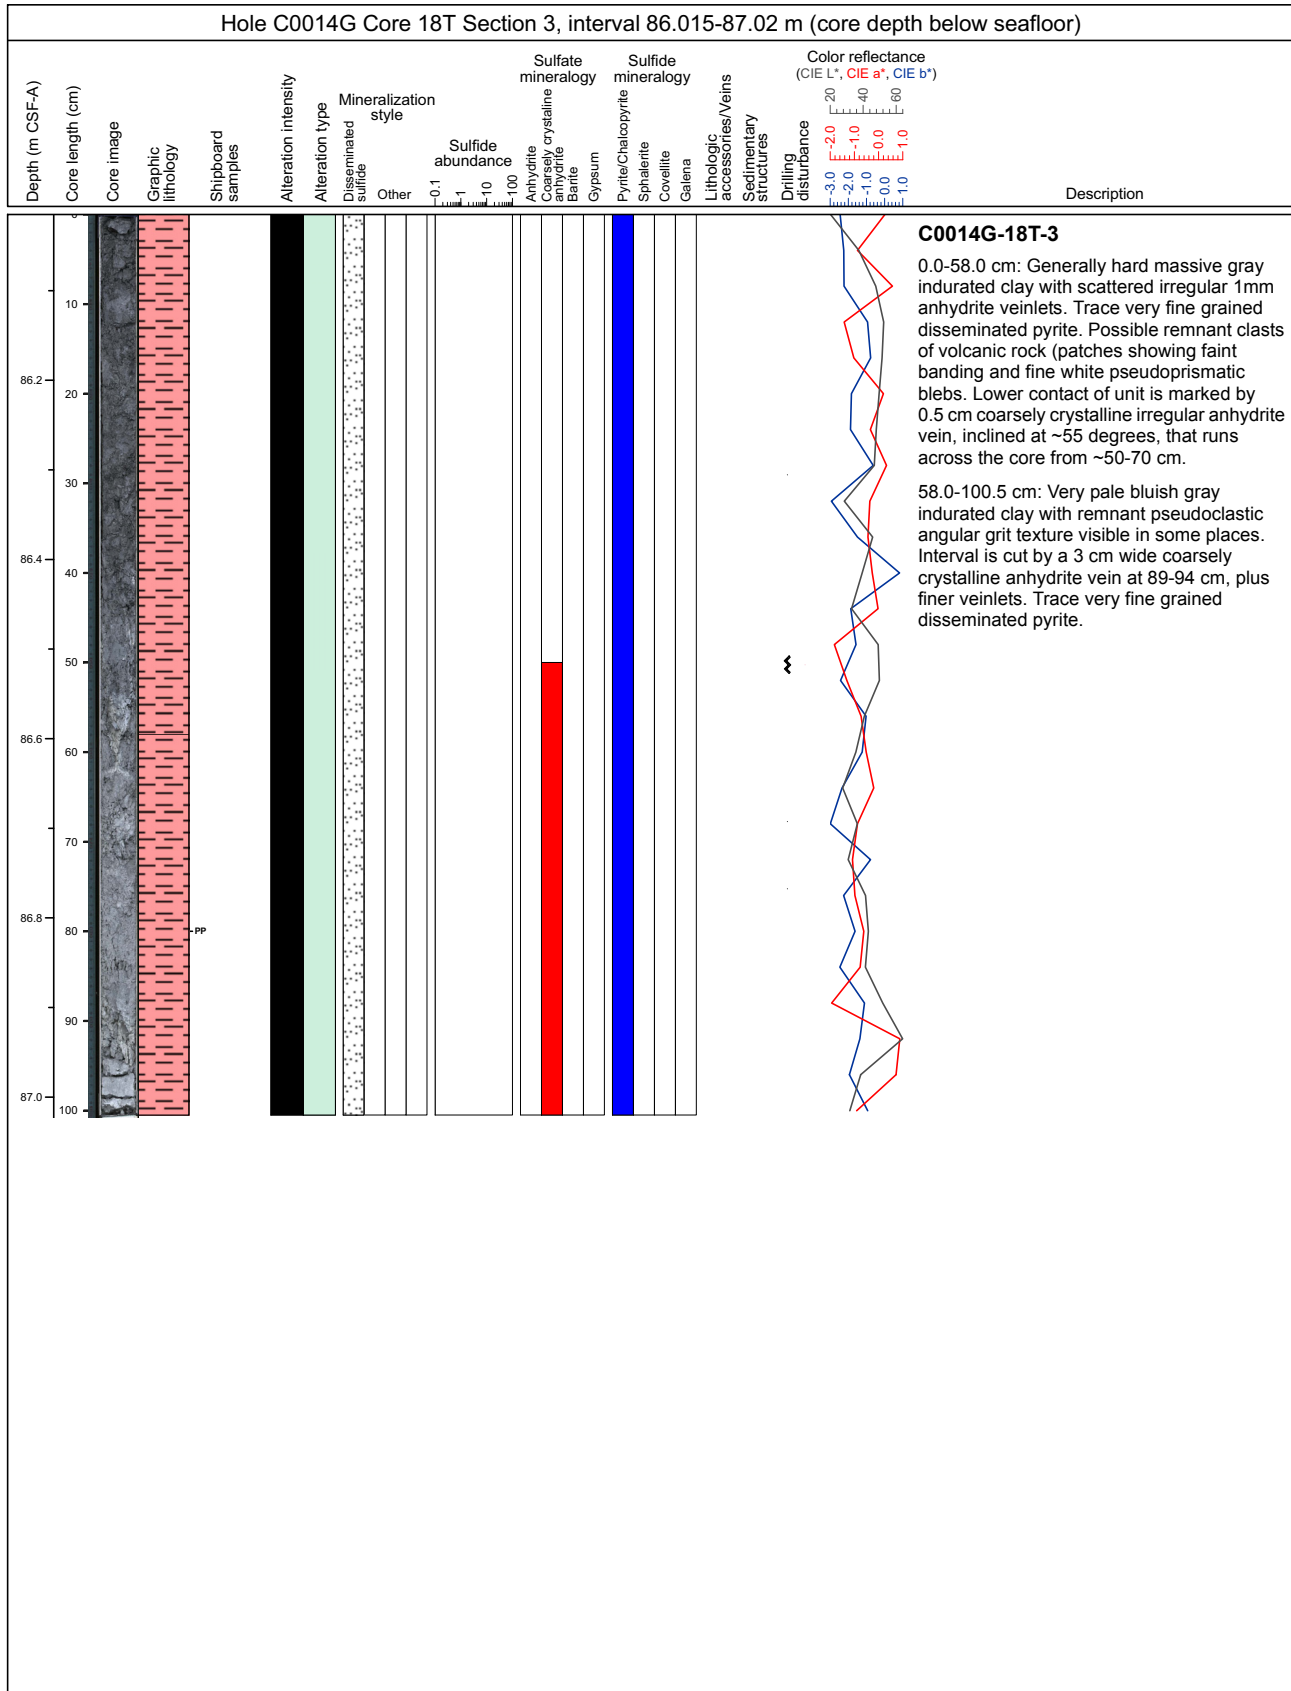 Hole C0014G Core 18T Section 3, interval 86.015-87.02 m (core depth below seafloor)
Depth (m CSF-A)
Core length (cm)
Core image
Graphic
lithology
Shipboard
samples
Alteration intensity
Alteration type
Mineralization
style
Disseminated
sulfide
Other
Sulfide
abundance
0.1
1
10
100
Sulfate
mineralogy
Anhydrite
Coarsely crystaline
anhydrite
Barite
Gypsum
Sulfide
mineralogy
Pyrite/Chalcopyrite
Sphalerite
Covellite
Galena
Lithologic
accessories/Veins
Sedimentary
structures
Drilling
disturbance
Color reflectance
(CIE L*, CIE a*, CIE b*)
20 40 60
-2.0 -1.0 0.0 1.0
-3.0 -2.0 -1.0 0.0 1.0
Description
86.2
86.4
86.6
86.8
87.0
0
10
20
30
40
50
60
70
80
90
100
PP
C0014G-18T-3
0.0-58.0 cm: Generally hard massive gray
indurated clay with scattered irregular 1mm
anhydrite veinlets. Trace very fine grained
disseminated pyrite. Possible remnant clasts
of volcanic rock (patches showing faint
banding and fine white pseudoprismatic
blebs. Lower contact of unit is marked by
0.5 cm coarsely crystalline irregular anhydrite
vein, inclined at ~55 degrees, that runs
across the core from ~50-70 cm.
58.0-100.5 cm: Very pale bluish gray
indurated clay with remnant pseudoclastic
angular grit texture visible in some places.
Interval is cut by a 3 cm wide coarsely
crystalline anhydrite vein at 89-94 cm, plus
finer veinlets. Trace very fine grained
disseminated pyrite.